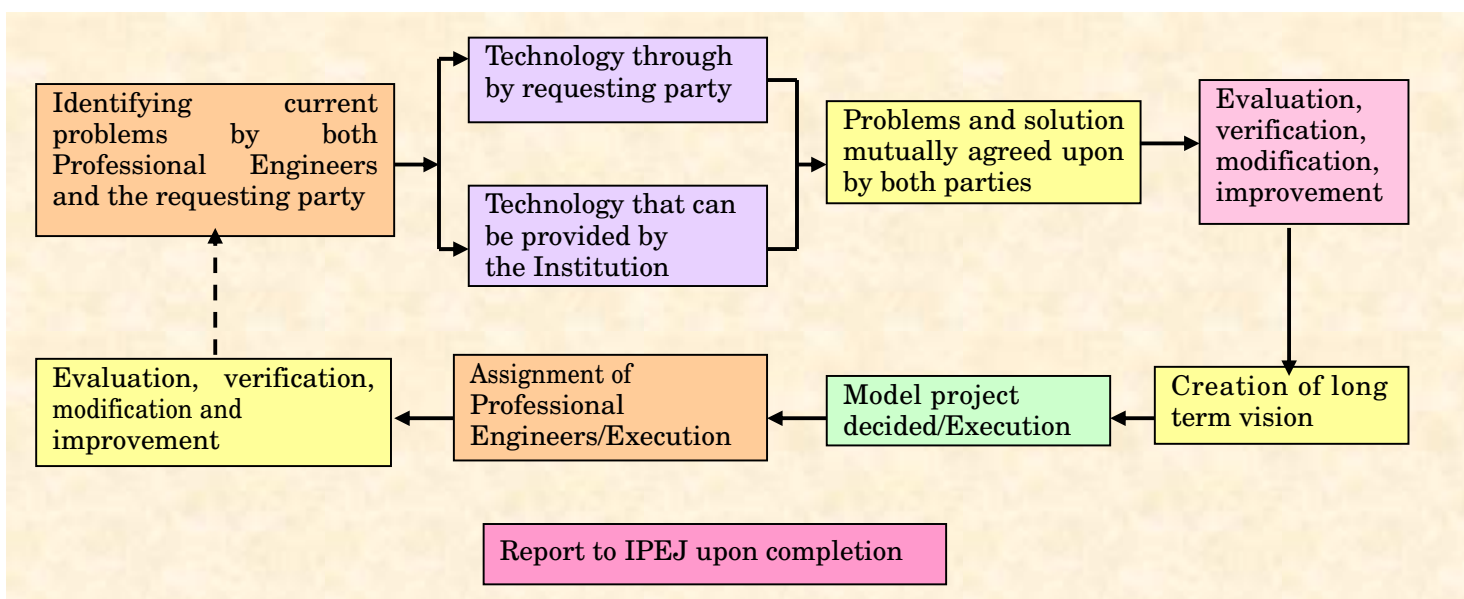 Identifying current
problems by both
Professional Engineers
and the requesting party
Technology through
by requesting party
Technology that can
be provided by
the Institution
Problems and solution
mutually agreed upon
by both parties
Evaluation,
verification,
modification,
improvement
Creation of long
term vision
Model project
decided/Execution
Assignment of
Professional
Engineers/Execution
Evaluation, verification,
modification and
improvement
Report to IPEJ upon completion